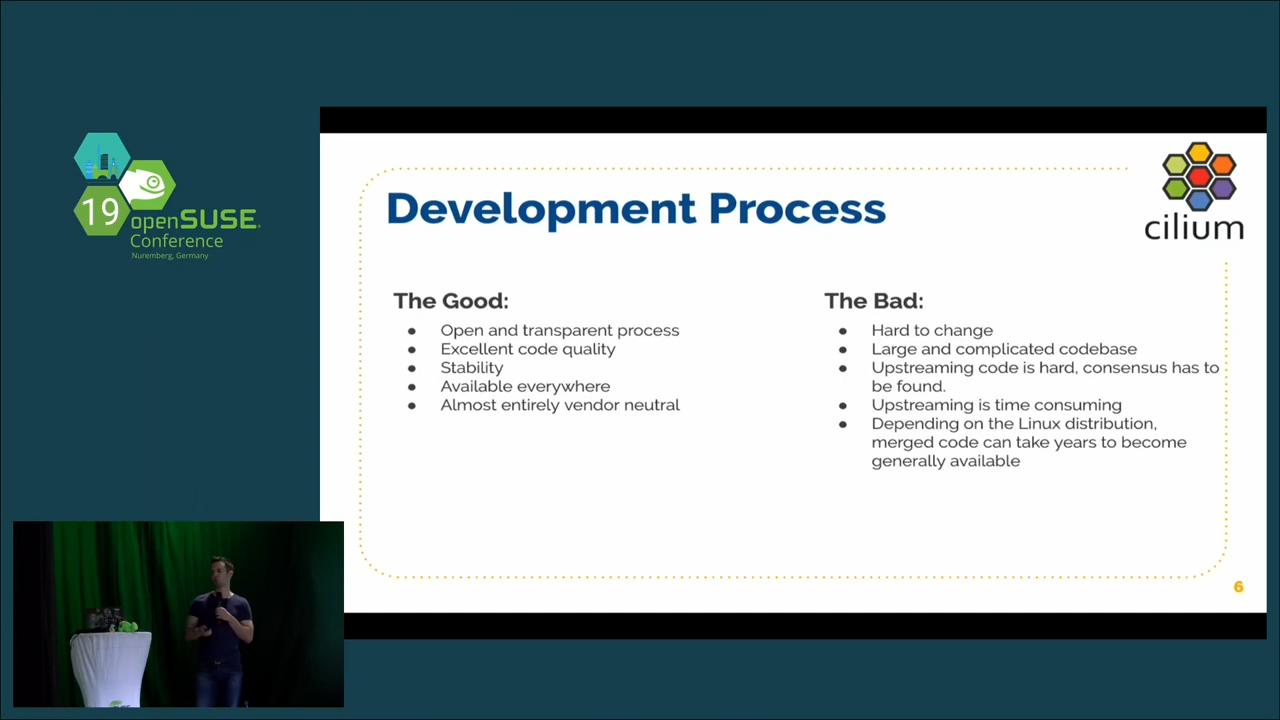 19
openSUSE
Conference
Nuremberg, Germany
cilium
Development Process
The Good:
● Open and transparent process
● Excellent code quality
● Stability
● Available everywhere
● Almost entirely vendor neutral
The Bad:
● Hard to change
● Large and complicated codebase
● Upstreaming code is hard, consensus has to
be found.
● Upstreaming is time consuming
● Depending on the Linux distribution,
merged code can take years to become
generally available
6